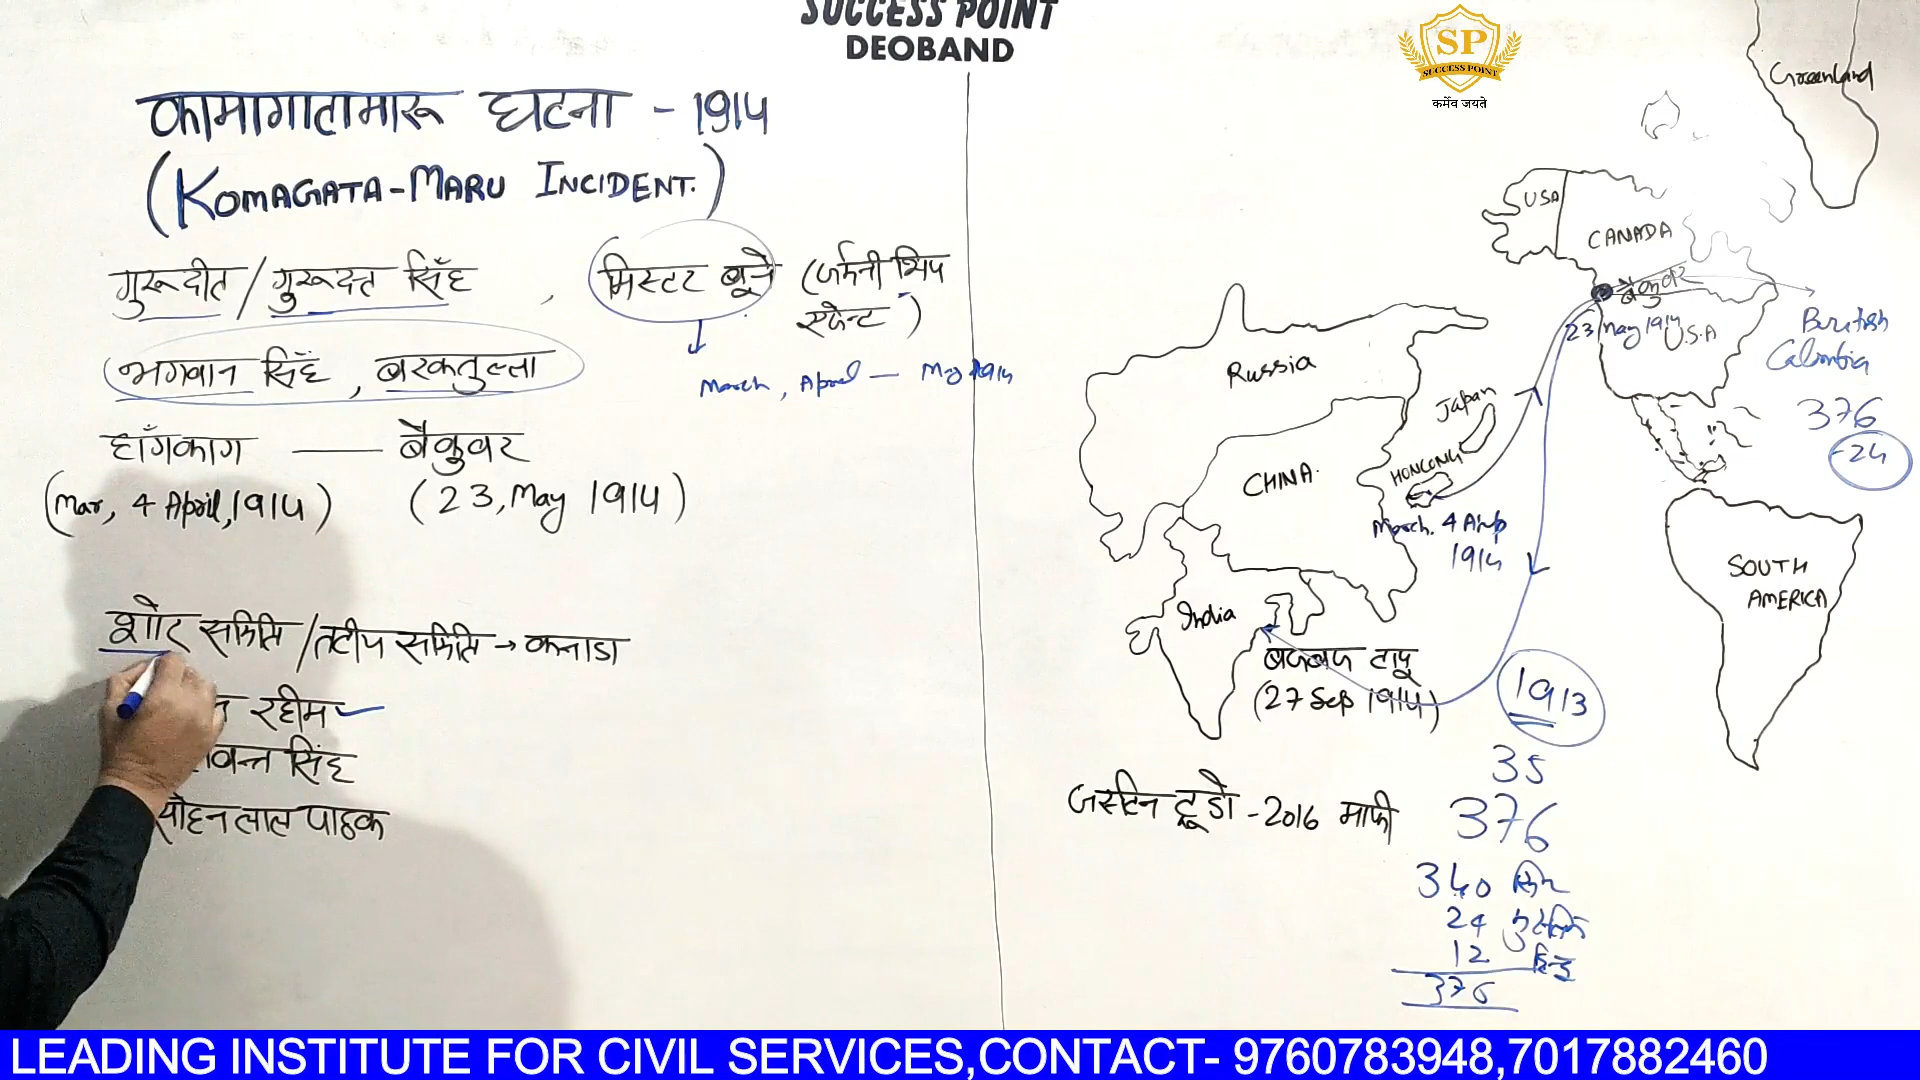 SUCCESS POINT
DEOBAND
SP
SUCCESS POINT
कर्मेव जयते
कामागाटामारू घटना - 1914
(KOMAGATA-MARU INCIDENT.)
गुरूदीत / गुरूदत्त सिँह , मिस्टर बूने (जर्मनी शिप
एजेन्ट)
भगवान सिँह , बरकतुल्ला
March, April — May 1914
हाँगकाग —— बैंकुवर
(Mar, 4 April, 1914) (23, May 1914)
शोर समिति / तटीय समिति → कनाडा
रहीम
वन्त सिंह
सोहनलाल पाठक
Greenland
USA
CANADA
बैंकुवर
23 May 1914
U.S.A
British
Colombia
376
-24
Russia
Japan
CHINA.
HONCONG
March. 4
1914
India
SOUTH
AMERICA
बजबज टापू
(27 Sep 1914)
1913
35
जस्टिन ट्रूडो - 2016 माफी
376
340 सिख
24 मुस्लिम
12 हिन्दू
376
LEADING INSTITUTE FOR CIVIL SERVICES,CONTACT- 9760783948,7017882460